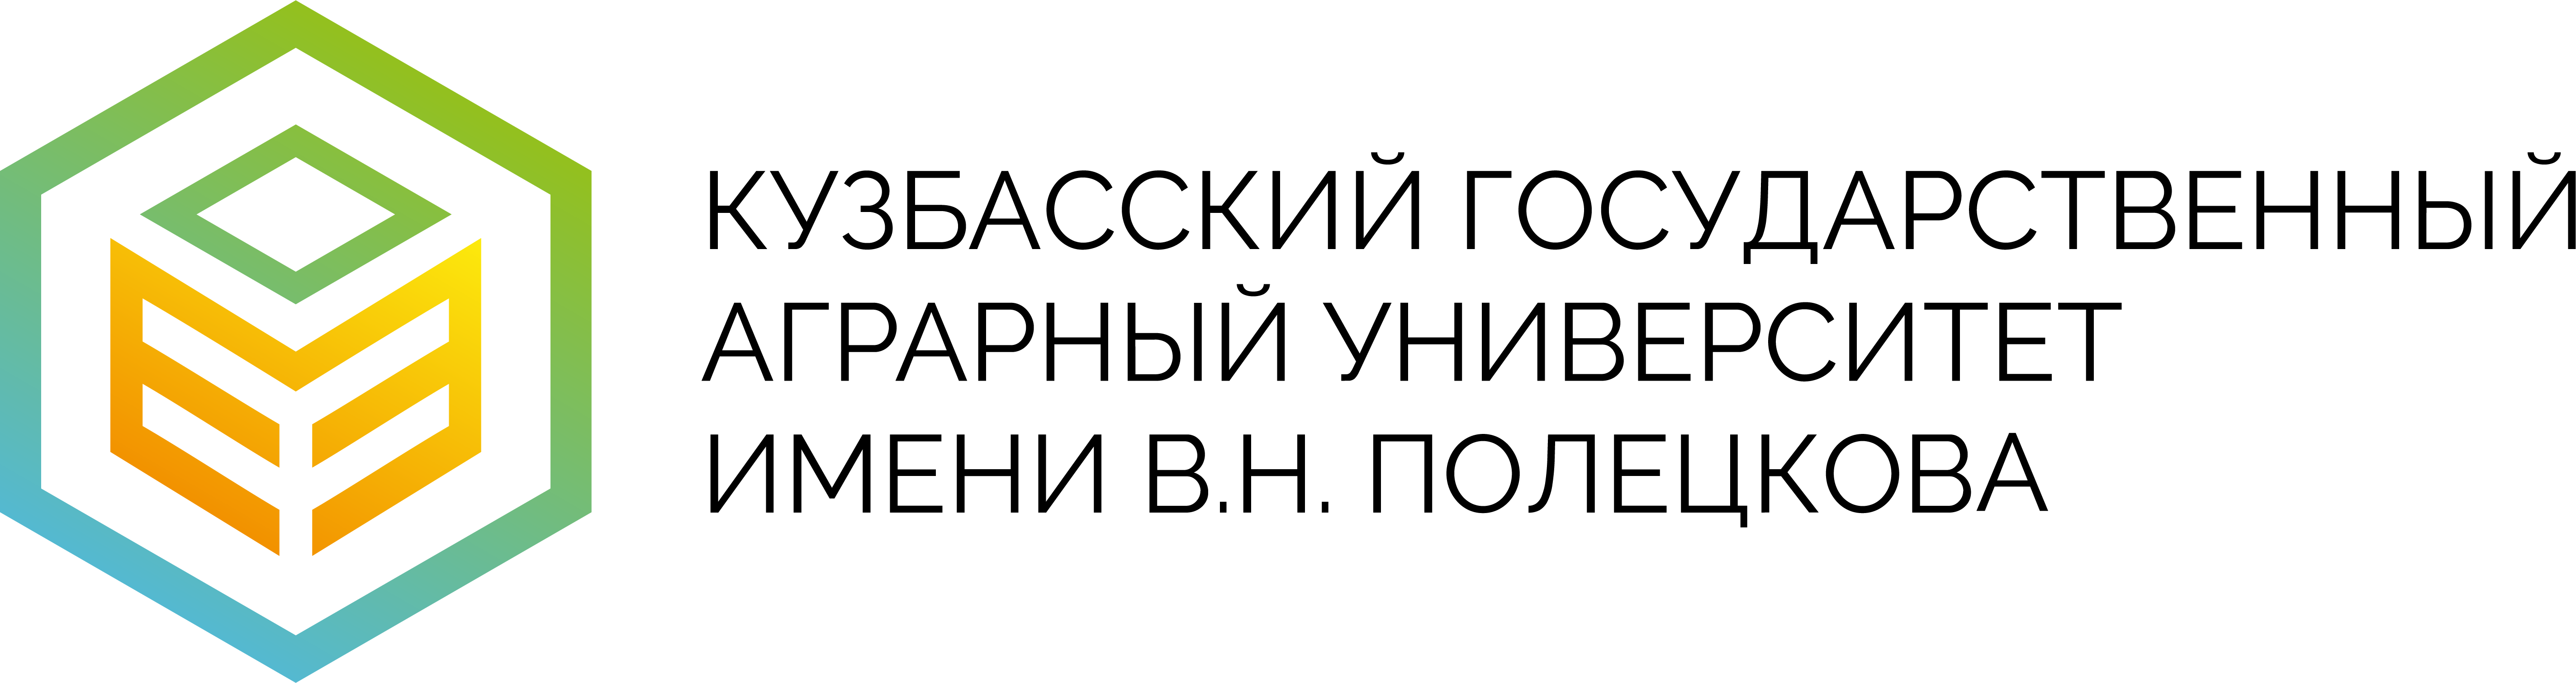 КУЗБАССКИЙ ГОСУДАРСТВЕННЫЙ
АГРАРНЫЙ УНИВЕРСИТЕТ
ИМЕНИ В.Н. ПОЛЕЦКОВА